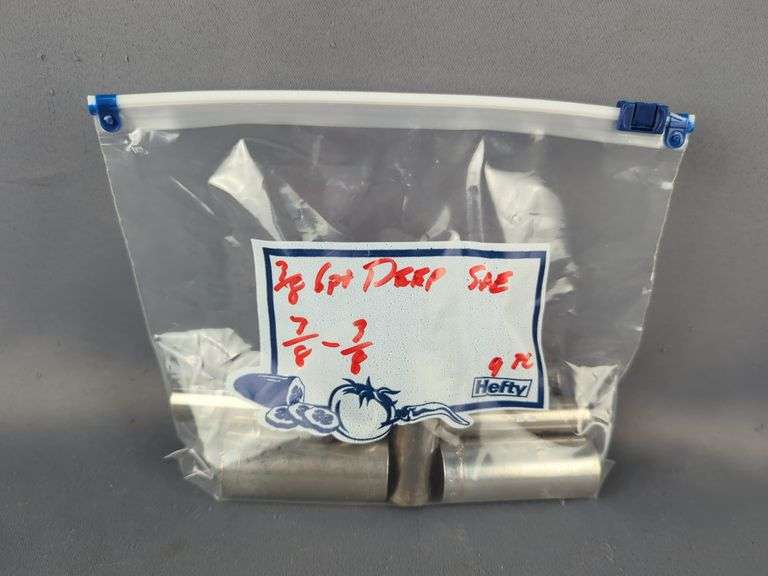 3/8 6pt DEEP SAE
7/8 - 3/8
9 PC
Hefty